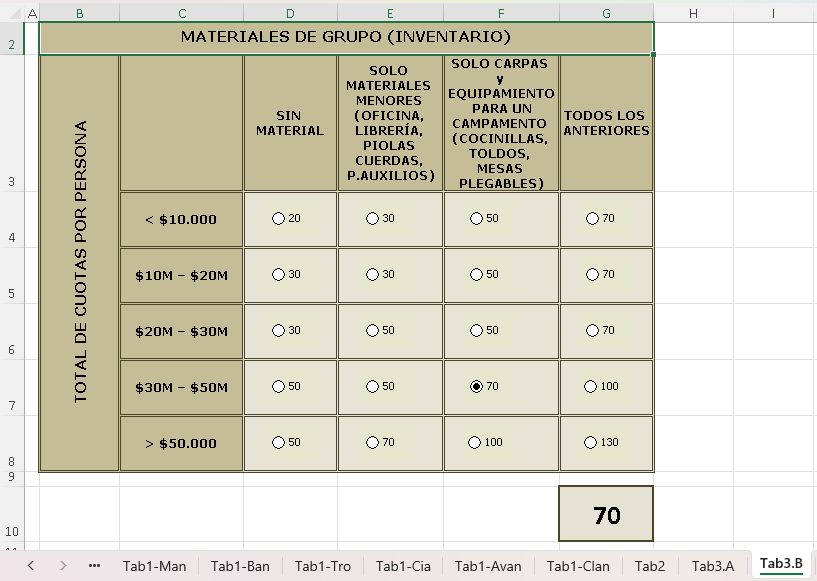 A B C D E F G H I
2 MATERIALES DE GRUPO (INVENTARIO)
3
TOTAL DE CUOTAS POR PERSONA
SIN
MATERIAL
SOLO
MATERIALES
MENORES
(OFICINA,
LIBRERÍA,
PIOLAS
CUERDAS,
P.AUXILIOS)
SOLO CARPAS
y
EQUIPAMIENTO
PARA UN
CAMPAMENTO
(COCINILLAS,
TOLDOS,
MESAS
PLEGABLES)
TODOS LOS
ANTERIORES
4 < $10.000 20 30 50 70
5 $10M – $20M 30 30 50 70
6 $20M – $30M 30 50 50 70
7 $30M – $50M 50 50 70 100
8 > $50.000 50 70 100 130
9
10 70
Tab1-Man Tab1-Ban Tab1-Tro Tab1-Cia Tab1-Avan Tab1-Clan Tab2 Tab3.A Tab3.B